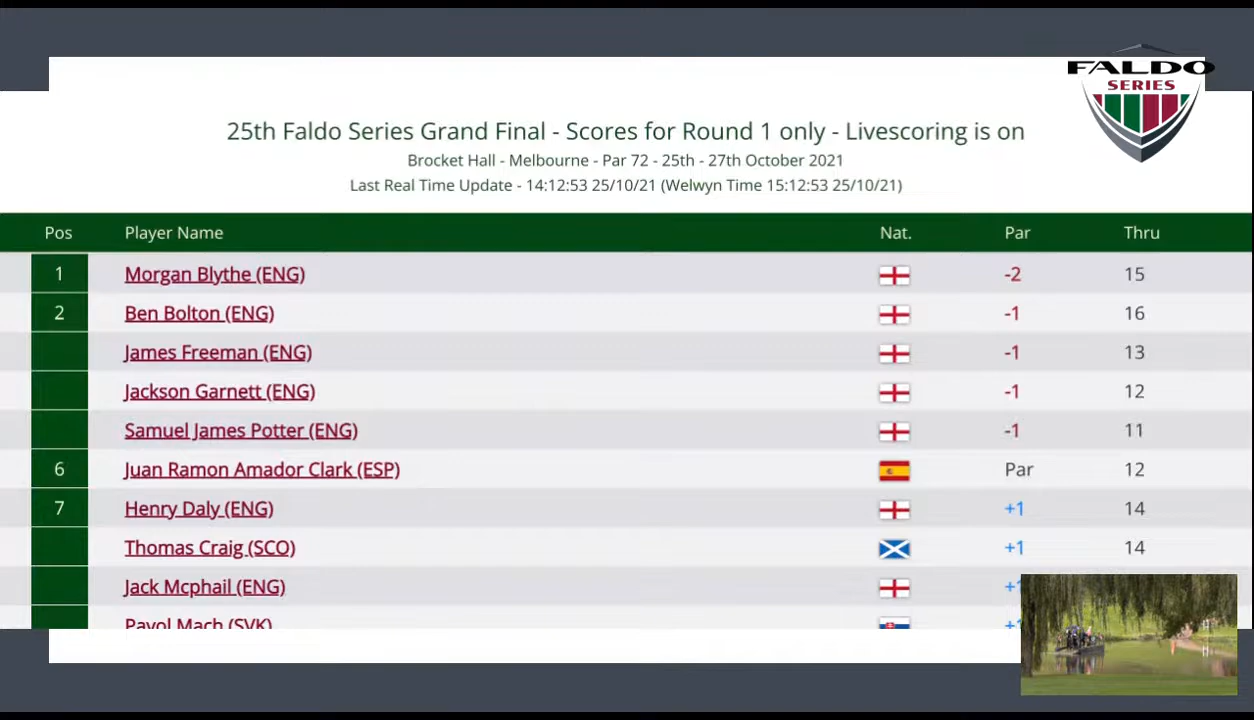 FALDO
SERIES
25th Faldo Series Grand Final - Scores for Round 1 only - Livescoring is on
Brocket Hall - Melbourne - Par 72 - 25th - 27th October 2021
Last Real Time Update - 14:12:53 25/10/21 (Welwyn Time 15:12:53 25/10/21)
Pos Player Name Nat. Par Thru
1 Morgan Blythe (ENG) -2 15
2 Ben Bolton (ENG) -1 16
James Freeman (ENG) -1 13
Jackson Garnett (ENG) -1 12
Samuel James Potter (ENG) -1 11
6 Juan Ramon Amador Clark (ESP) Par 12
7 Henry Daly (ENG) +1 14
Thomas Craig (SCO) +1 14
Jack Mcphail (ENG) +1
Pavol Mach (SVK) +1